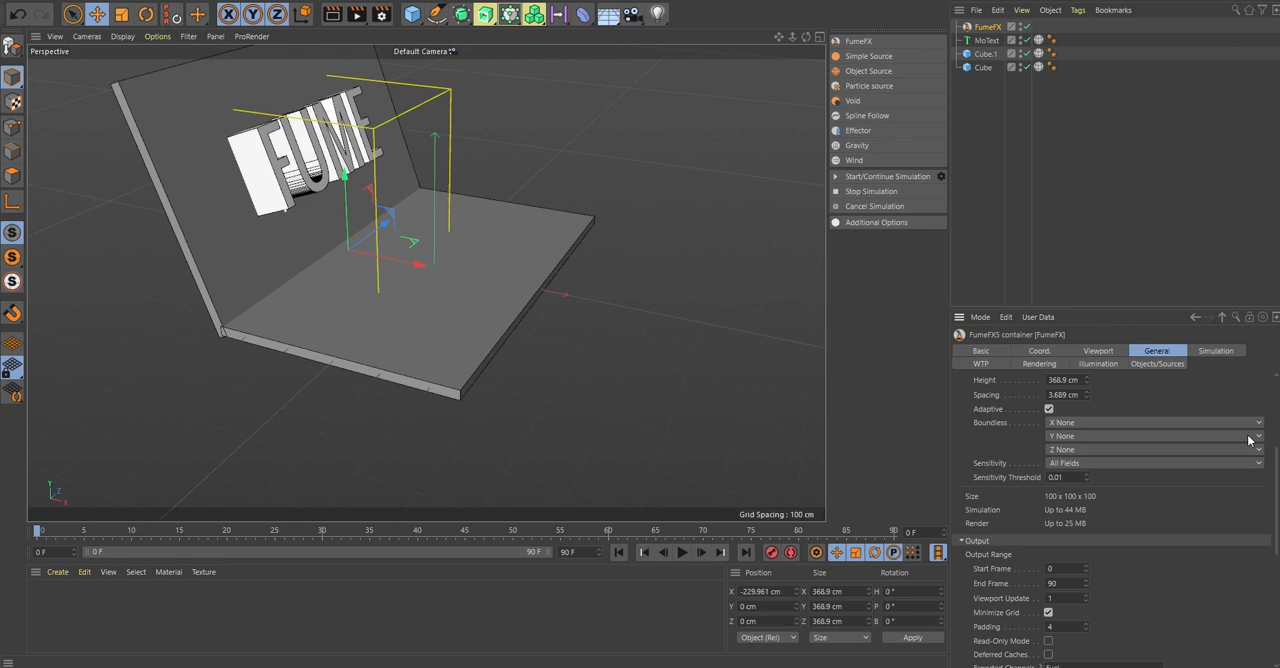 PSR
X Y Z
File Edit View Object Tags Bookmarks
View Cameras Display Options Filter Panel ProRender
Perspective
Default Camera
FUME
Y
Z
X
Grid Spacing : 100 cm
FumeFX
Simple Source
Object Source
Particle source
Void
Spline Follow
Effector
Gravity
Wind
Start/Continue Simulation
Stop Simulation
Cancel Simulation
Additional Options
FumeFX
MoText
Cube.1
Cube
Mode Edit User Data
FumeFX5 container [FumeFX]
Basic Coord. Viewport General Simulation
WTP Rendering Illumination Objects/Sources
Height 368.9 cm
Spacing 3.689 cm
Adaptive
Boundless X None
Y None
Z None
Sensitivity All Fields
Sensitivity Threshold 0.01
Size 100 x 100 x 100
Simulation Up to 44 MB
Render Up to 25 MB
Output
Output Range
Start Frame 0
End Frame 90
Viewport Update 1
Minimize Grid
Padding 4
Read-Only Mode
Deferred Caches
Exported Channels Fuel
S
S
S
0 5 10 15 20 25 30 35 40 45 50 55 60 65 70 75 80 85 90 0 F
0 F 0 F 90 F 90 F
P
Create Edit View Select Material Texture
Position Size Rotation
X -229.961 cm X 368.9 cm H 0 °
Y 0 cm Y 368.9 cm P 0 °
Z 0 cm Z 368.9 cm B 0 °
Object (Rel) Size Apply